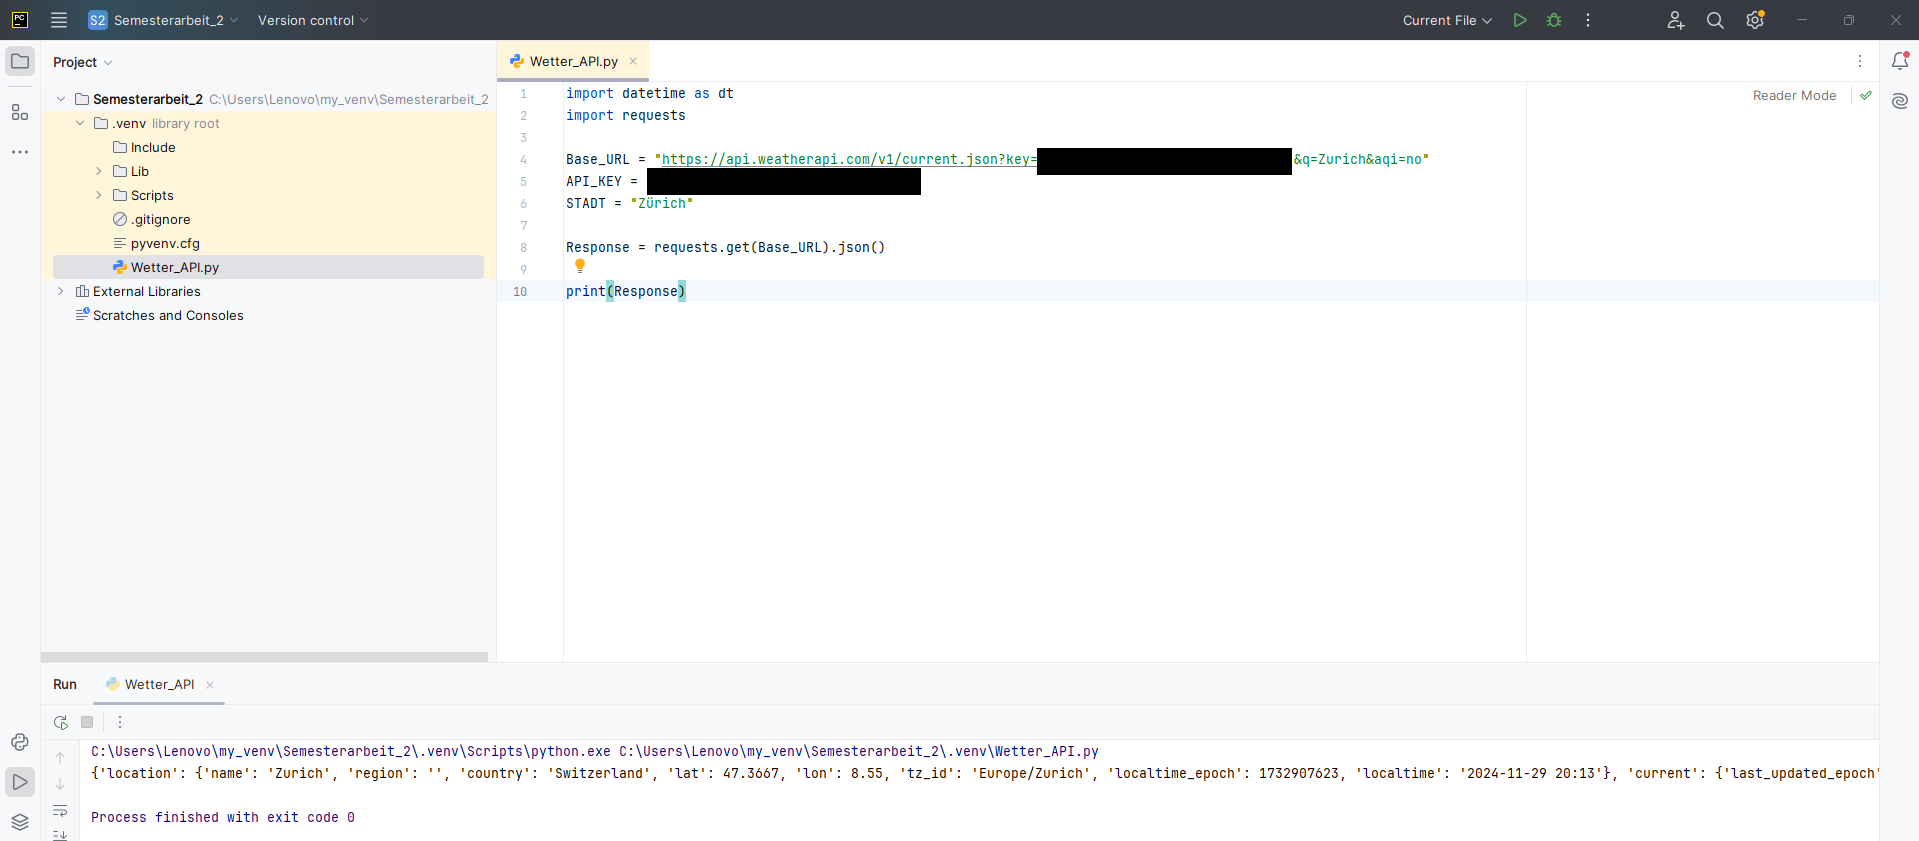 PC
S2 Semesterarbeit_2 Version control Current File
Project
Wetter_API.py
Semesterarbeit_2 C:\Users\Lenovo\my_venv\Semesterarbeit_2
.venv library root
Include
Lib
Scripts
.gitignore
pyvenv.cfg
Wetter_API.py
External Libraries
Scratches and Consoles
Reader Mode
1 import datetime as dt
2 import requests
3
4 Base_URL = "https://api.weatherapi.com/v1/current.json?key= &q=Zurich&aqi=no"
5 API_KEY =
6 STADT = "Zürich"
7
8 Response = requests.get(Base_URL).json()
9
10 print(Response)
Run Wetter_API
C:\Users\Lenovo\my_venv\Semesterarbeit_2\.venv\Scripts\python.exe C:\Users\Lenovo\my_venv\Semesterarbeit_2\.venv\Wetter_API.py
{'location': {'name': 'Zurich', 'region': '', 'country': 'Switzerland', 'lat': 47.3667, 'lon': 8.55, 'tz_id': 'Europe/Zurich', 'localtime_epoch': 1732907623, 'localtime': '2024-11-29 20:13'}, 'current': {'last_updated_epoch'
Process finished with exit code 0